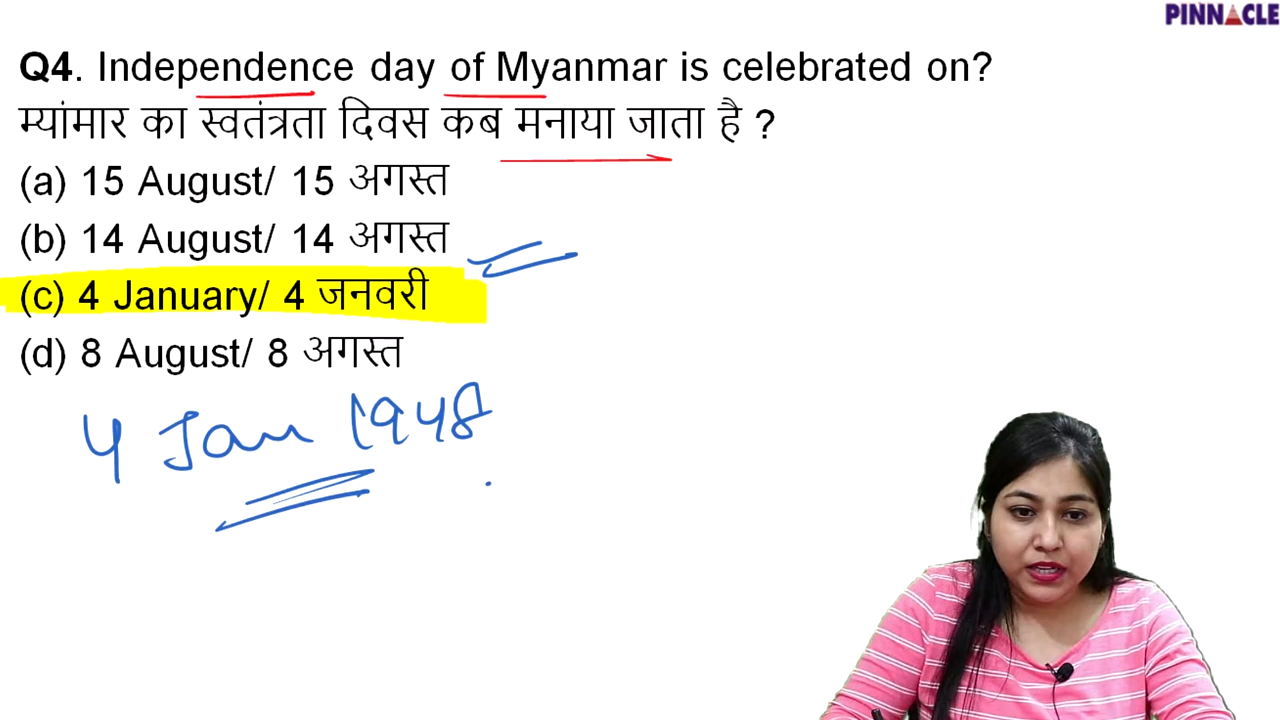 PINNACLE
Q4. Independence day of Myanmar is celebrated on?
म्यांमार का स्वतंत्रता दिवस कब मनाया जाता है ?
(a) 15 August/ 15 अगस्त
(b) 14 August/ 14 अगस्त
(c) 4 January/ 4 जनवरी
(d) 8 August/ 8 अगस्त
4 Jan 1948